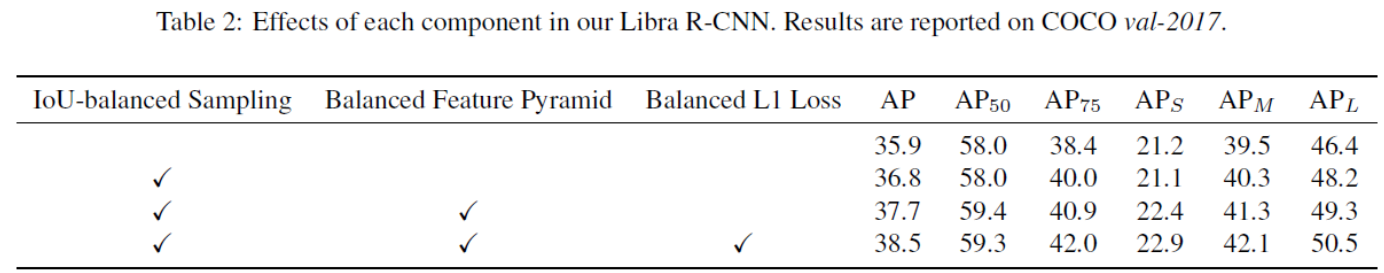 Table 2: Effects of each component in our Libra R-CNN. Results are reported on COCO val-2017.
IoU-balanced Sampling Balanced Feature Pyramid Balanced L1 Loss AP AP50 AP75 APS APM APL
35.9 58.0 38.4 21.2 39.5 46.4
✓ 36.8 58.0 40.0 21.1 40.3 48.2
✓ ✓ 37.7 59.4 40.9 22.4 41.3 49.3
✓ ✓ ✓ 38.5 59.3 42.0 22.9 42.1 50.5